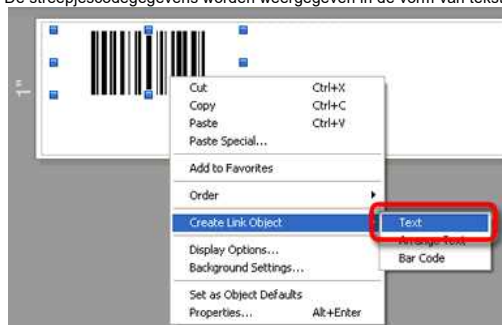 De streepjescodegegevens worden weergegeven in de vorm van tekst
1"
Cut Ctrl+X
Copy Ctrl+C
Paste Ctrl+V
Paste Special...
Add to Favorites
Order
Create Link Object
Text
Arrange Text
Bar Code
Display Options...
Background Settings...
Set as Object Defaults
Properties... Alt+Enter